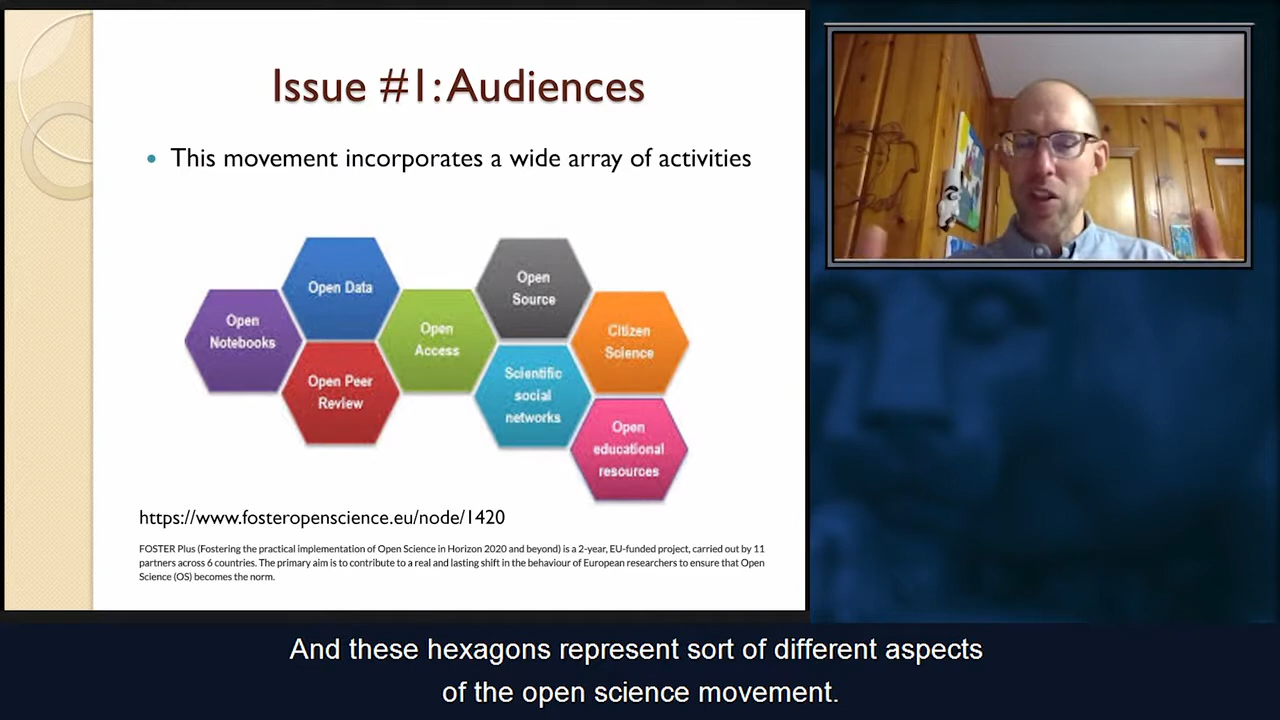 Issue #1: Audiences
• This movement incorporates a wide array of activities
Open Data
Open
Source
Open
Notebooks
Open
Access
Citizen
Science
Open Peer
Review
Scientific
social
networks
Open
educational
resources
https://www.fosteropenscience.eu/node/1420
FOSTER Plus (Fostering the practical implementation of Open Science in Horizon 2020 and beyond) is a 2-year, EU-funded project, carried out by 11
partners across 6 countries. The primary aim is to contribute to a real and lasting shift in the behaviour of European researchers to ensure that Open
Science (OS) becomes the norm.
And these hexagons represent sort of different aspects
of the open science movement.